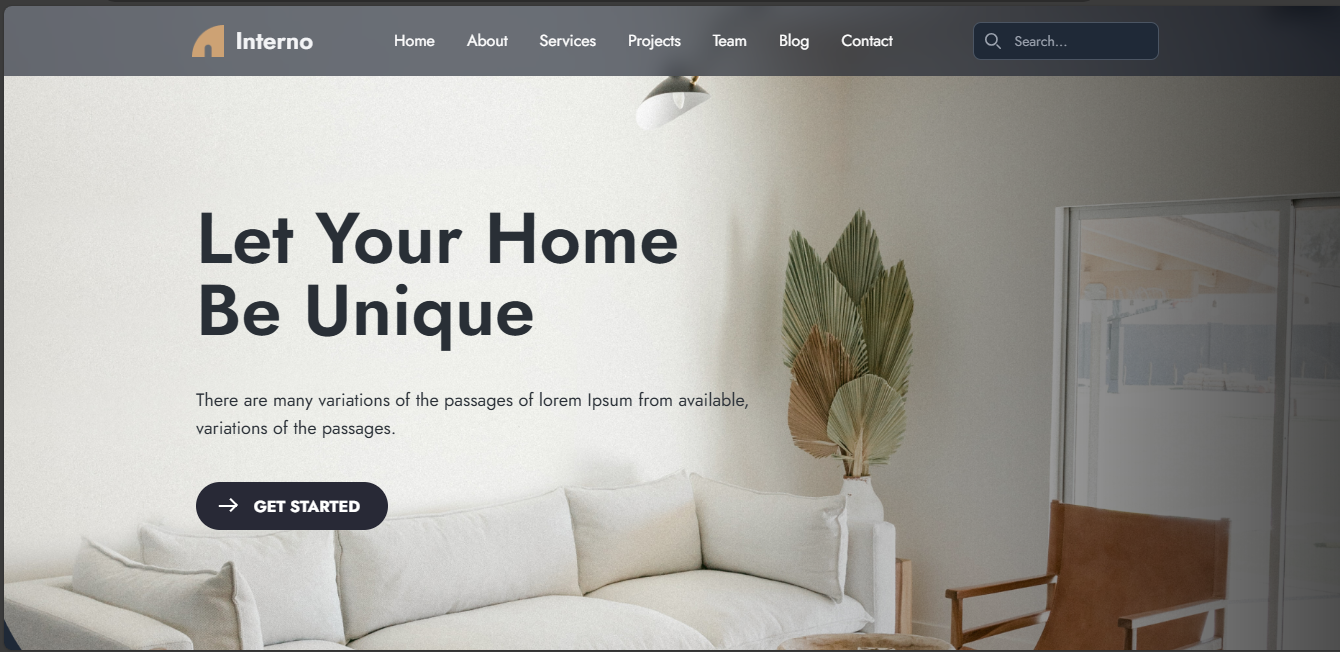 Interno
Home About Services Projects Team Blog Contact Search...
Let Your Home
Be Unique
There are many variations of the passages of lorem Ipsum from available,
variations of the passages.
GET STARTED